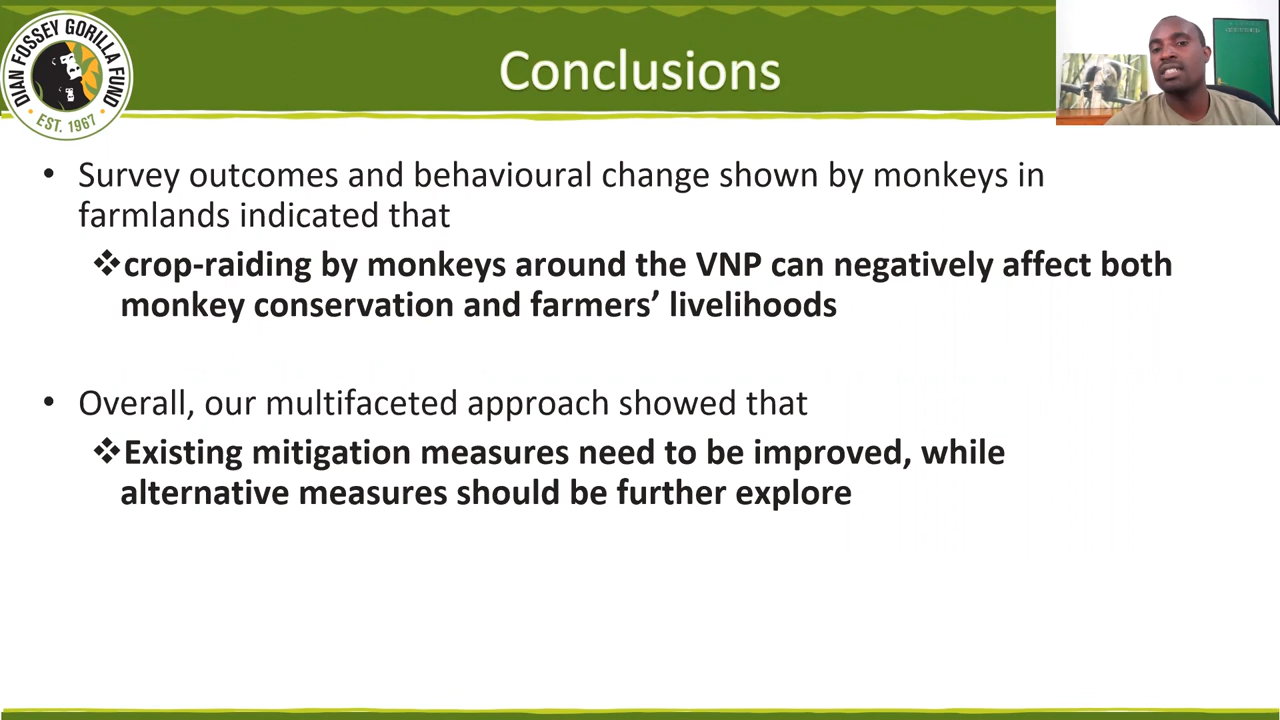 DIAN FOSSEY GORILLA FUND
• EST. 1967 •
Conclusions
• Survey outcomes and behavioural change shown by monkeys in
farmlands indicated that
❖crop-raiding by monkeys around the VNP can negatively affect both
monkey conservation and farmers’ livelihoods
• Overall, our multifaceted approach showed that
❖Existing mitigation measures need to be improved, while
alternative measures should be further explore